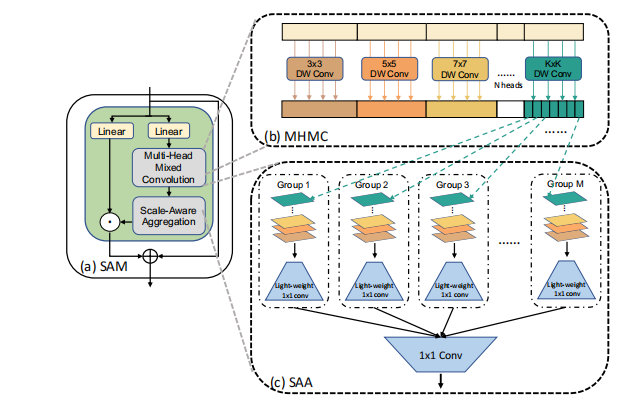 3x3
DW Conv
5x5
DW Conv
7x7
DW Conv
......
N heads
KxK
DW Conv
(b) MHMC
......
Linear
Linear
Multi-Head
Mixed
Convolution
Scale-Aware
Aggregation
(a) SAM
Group 1
Group 2
Group 3
Group M
......
Light-weight
1x1 conv
Light-weight
1x1 conv
Light-weight
1x1 conv
Light-weight
1x1 conv
1x1 Conv
(c) SAA